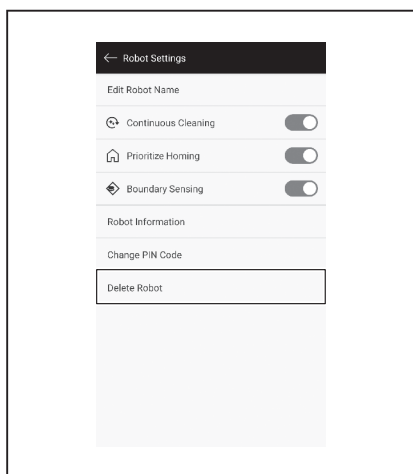 Robot Settings
Edit Robot Name
Continuous Cleaning
Prioritize Homing
Boundary Sensing
Robot Information
Change PIN Code
Delete Robot